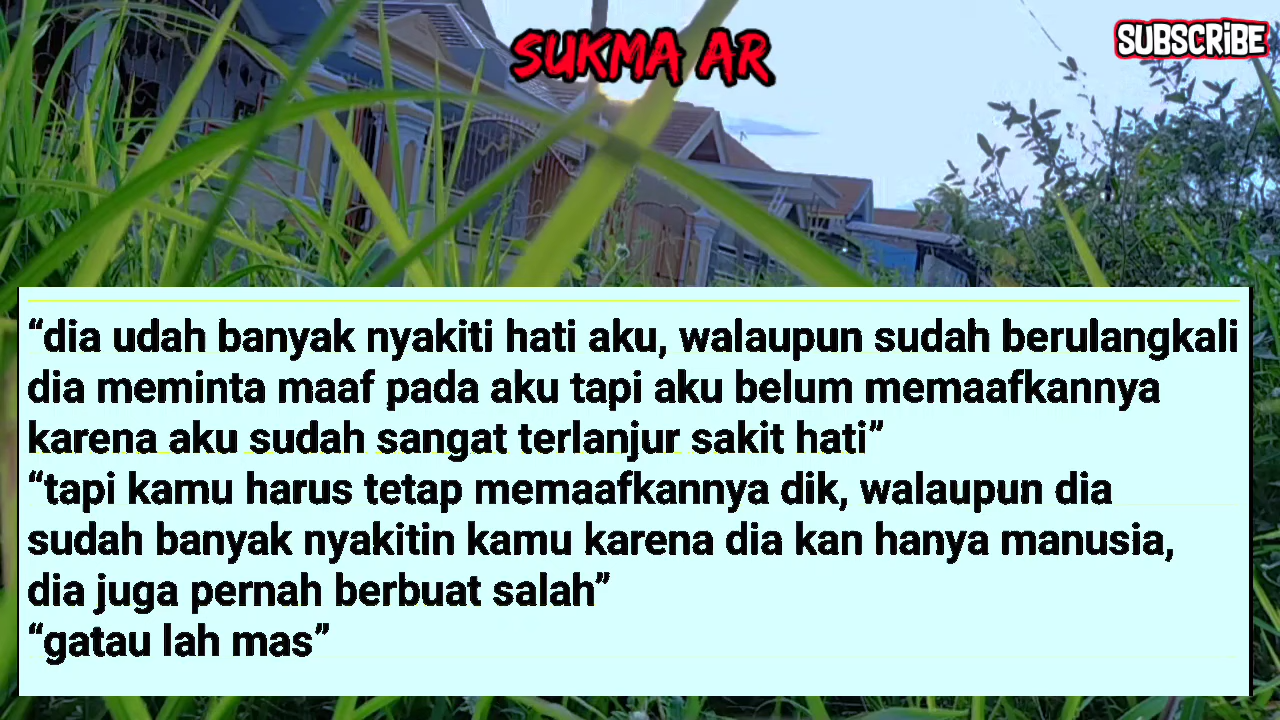 SUKMA AR
SUBSCRiBE
“dia udah banyak nyakiti hati aku, walaupun sudah berulangkali
dia meminta maaf pada aku tapi aku belum memaafkannya
karena aku sudah sangat terlanjur sakit hati”
“tapi kamu harus tetap memaafkannya dik, walaupun dia
sudah banyak nyakitin kamu karena dia kan hanya manusia,
dia juga pernah berbuat salah”
“gatau lah mas”